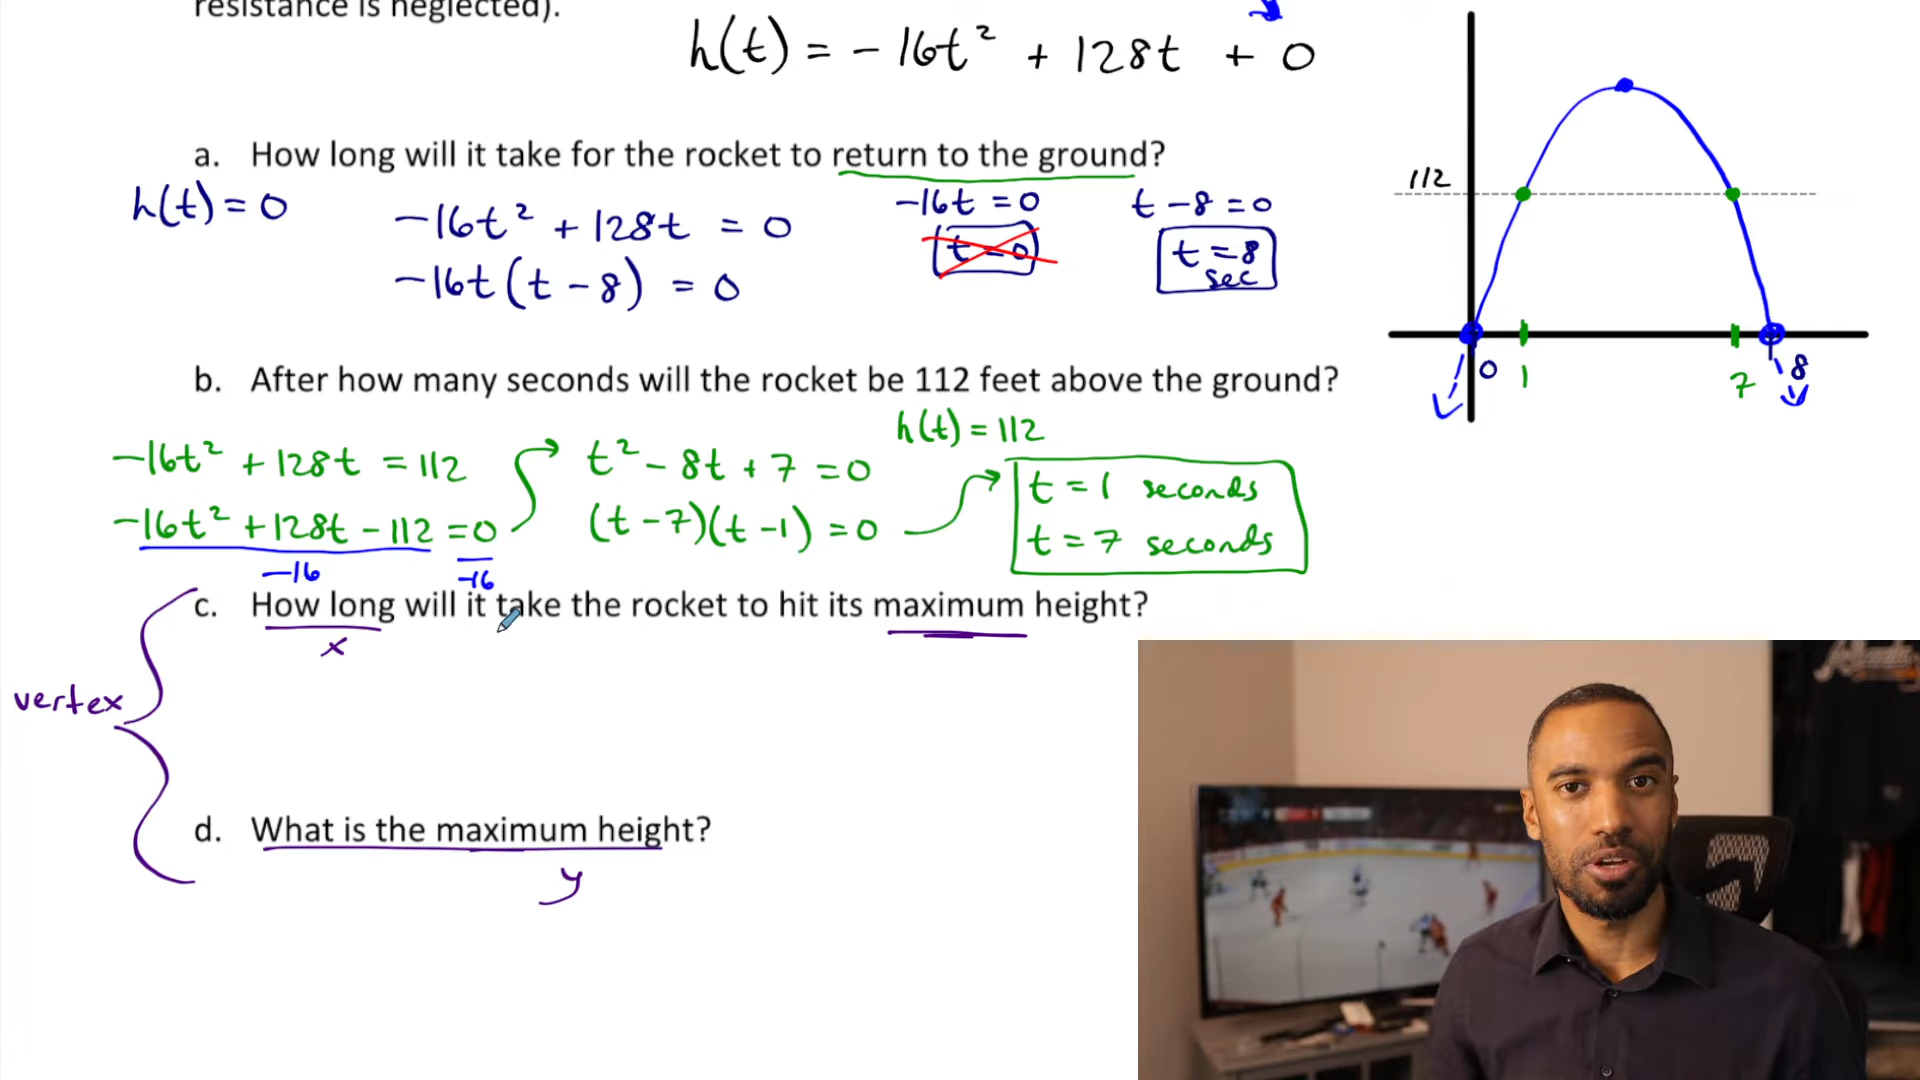 resistance is neglected).
h(t) = -16t² + 128t + 0
a. How long will it take for the rocket to return to the ground?
h(t) = 0
-16t² + 128t = 0
-16t(t - 8) = 0
-16t = 0
t = 0
t - 8 = 0
t = 8
sec
112
0
1
7
8
b. After how many seconds will the rocket be 112 feet above the ground?
h(t) = 112
-16t² + 128t = 112
-16t² + 128t - 112 = 0
-16
-16
t² - 8t + 7 = 0
(t - 7)(t - 1) = 0
t = 1 seconds
t = 7 seconds
c. How long will it take the rocket to hit its maximum height?
x
vertex
d. What is the maximum height?
y